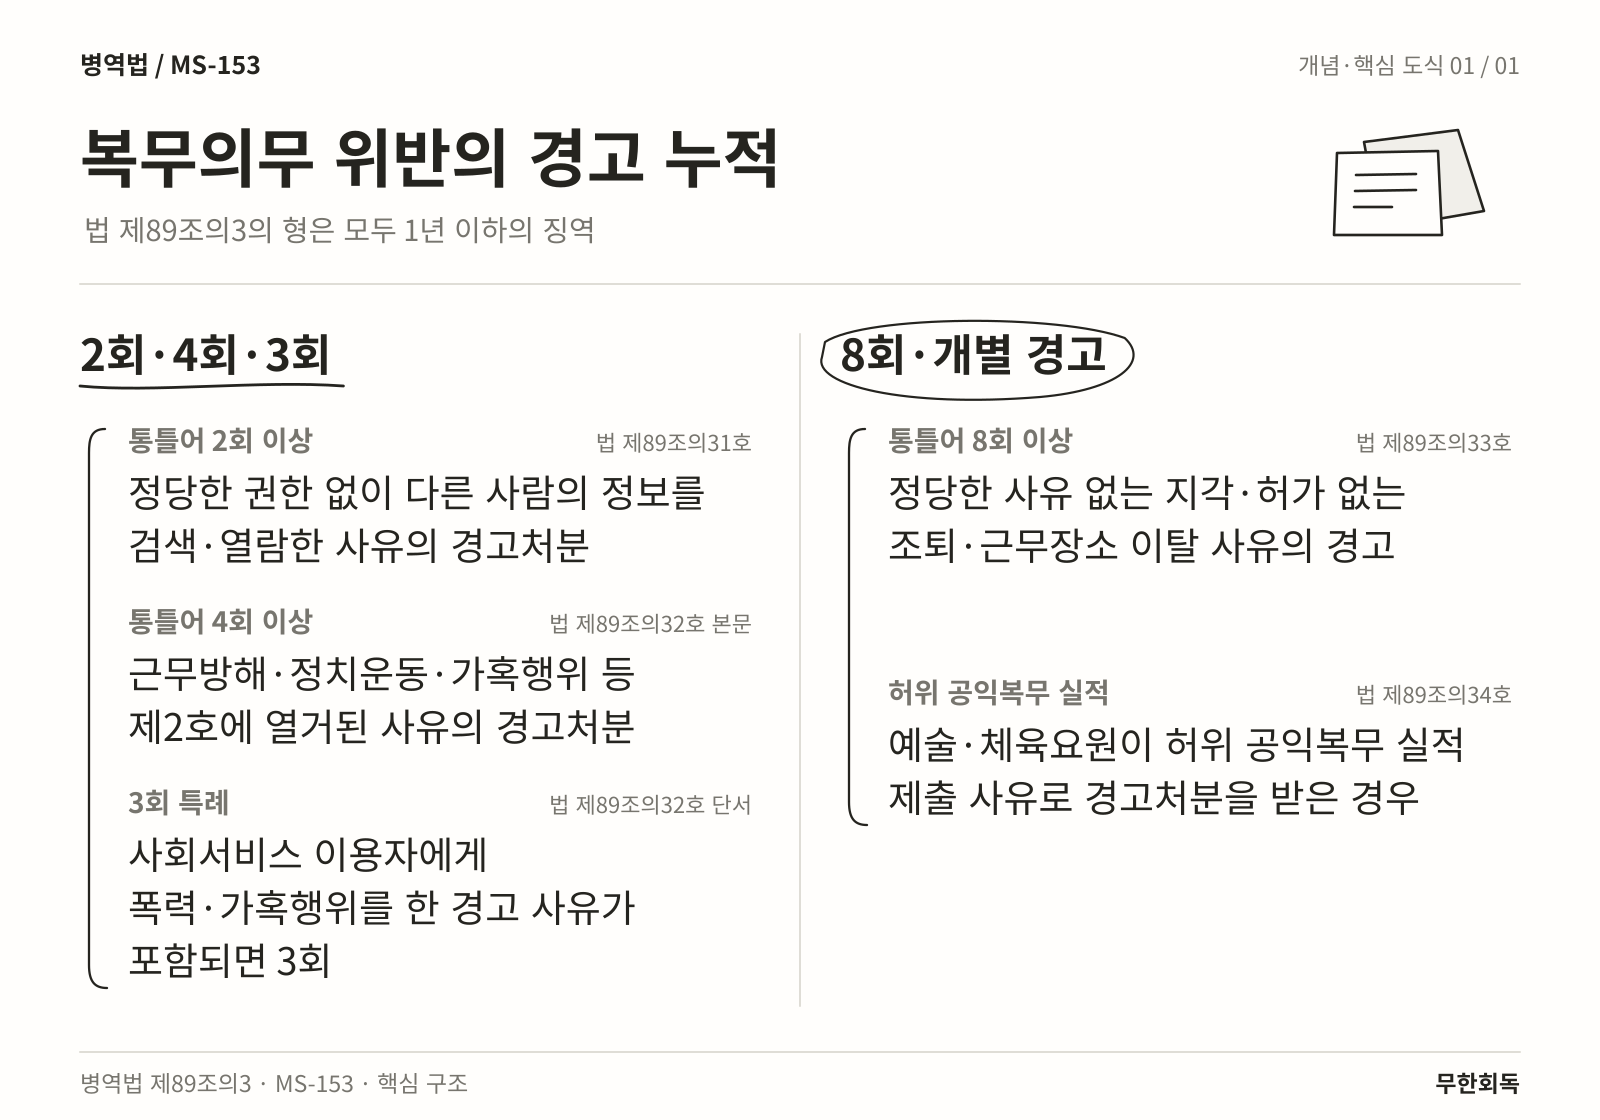 병역법 / MS-153
개념·핵심 도식 01 / 01
복무의무 위반의 경고 누적
법 제89조의3의 형은 모두 1년 이하의 징역
2회·4회·3회
통틀어 2회 이상
법 제89조의31호
정당한 권한 없이 다른 사람의 정보를
검색·열람한 사유의 경고처분
통틀어 4회 이상
법 제89조의32호 본문
근무방해·정치운동·가혹행위 등
제2호에 열거된 사유의 경고처분
3회 특례
법 제89조의32호 단서
사회서비스 이용자에게
폭력·가혹행위를 한 경고 사유가
포함되면 3회
8회·개별 경고
통틀어 8회 이상
법 제89조의33호
정당한 사유 없는 지각·허가 없는
조퇴·근무장소 이탈 사유의 경고
허위 공익복무 실적
법 제89조의34호
예술·체육요원이 허위 공익복무 실적
제출 사유로 경고처분을 받은 경우
병역법 제89조의3 · MS-153 · 핵심 구조
무한회독